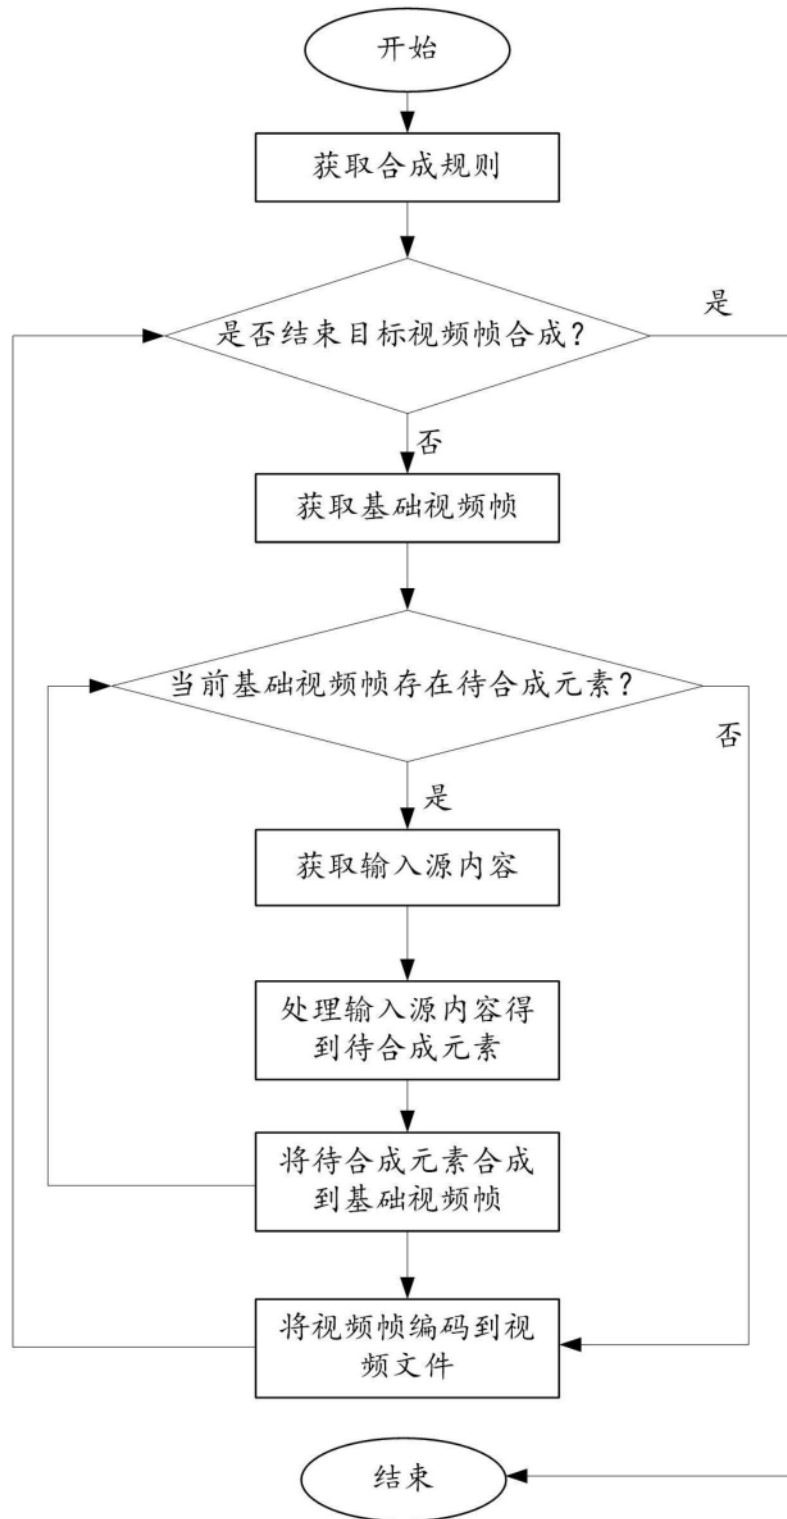 开始
获取合成规则
是否结束目标视频帧合成?
是
否
获取基础视频帧
当前基础视频帧存在待合成元素?
否
是
获取输入源内容
处理输入源内容得
到待合成元素
将待合成元素合成
到基础视频帧
将视频帧编码到视
频文件
结束